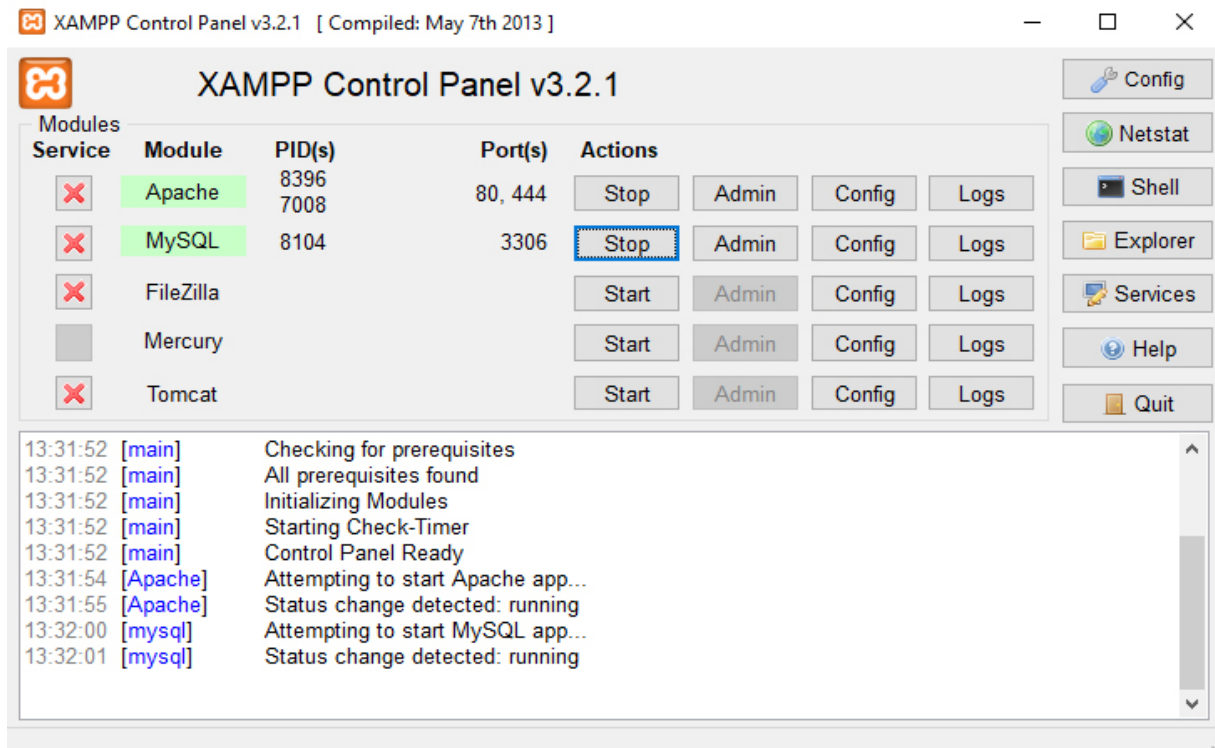 XAMPP Control Panel v3.2.1 [ Compiled: May 7th 2013 ]
XAMPP Control Panel v3.2.1
Config
Netstat
Shell
Explorer
Services
Help
Quit
Modules
Service Module PID(s) Port(s) Actions
Apache 8396 7008 80, 444 Stop Admin Config Logs
MySQL 8104 3306 Stop Admin Config Logs
FileZilla Start Admin Config Logs
Mercury Start Admin Config Logs
Tomcat Start Admin Config Logs
13:31:52 [main] Checking for prerequisites
13:31:52 [main] All prerequisites found
13:31:52 [main] Initializing Modules
13:31:52 [main] Starting Check-Timer
13:31:52 [main] Control Panel Ready
13:31:54 [Apache] Attempting to start Apache app...
13:31:55 [Apache] Status change detected: running
13:32:00 [mysql] Attempting to start MySQL app...
13:32:01 [mysql] Status change detected: running